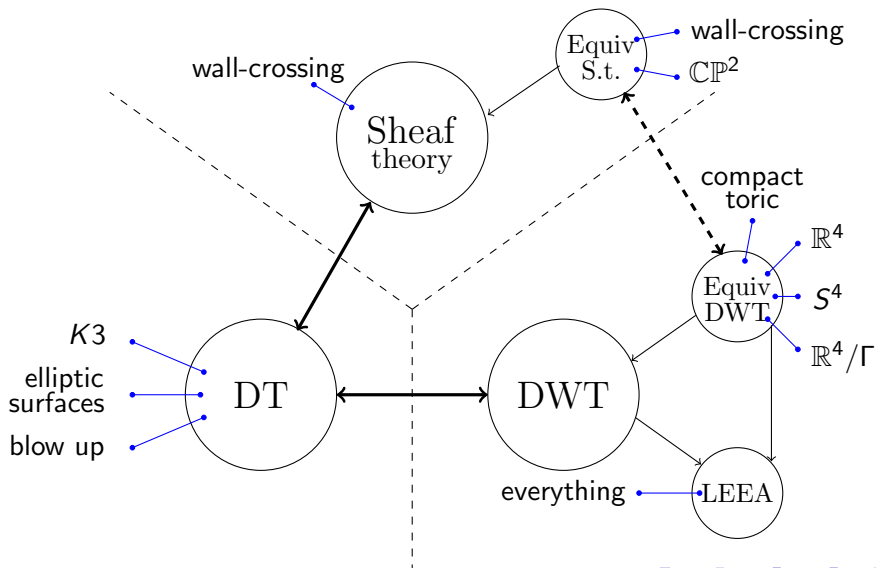 wall-crossing
Equiv
S.t.
wall-crossing
ℂℙ²
Sheaf
theory
compact
toric
ℝ⁴
Equiv
DWT
S⁴
ℝ⁴/Γ
K3
elliptic
surfaces
blow up
DT
DWT
everything
LEEA